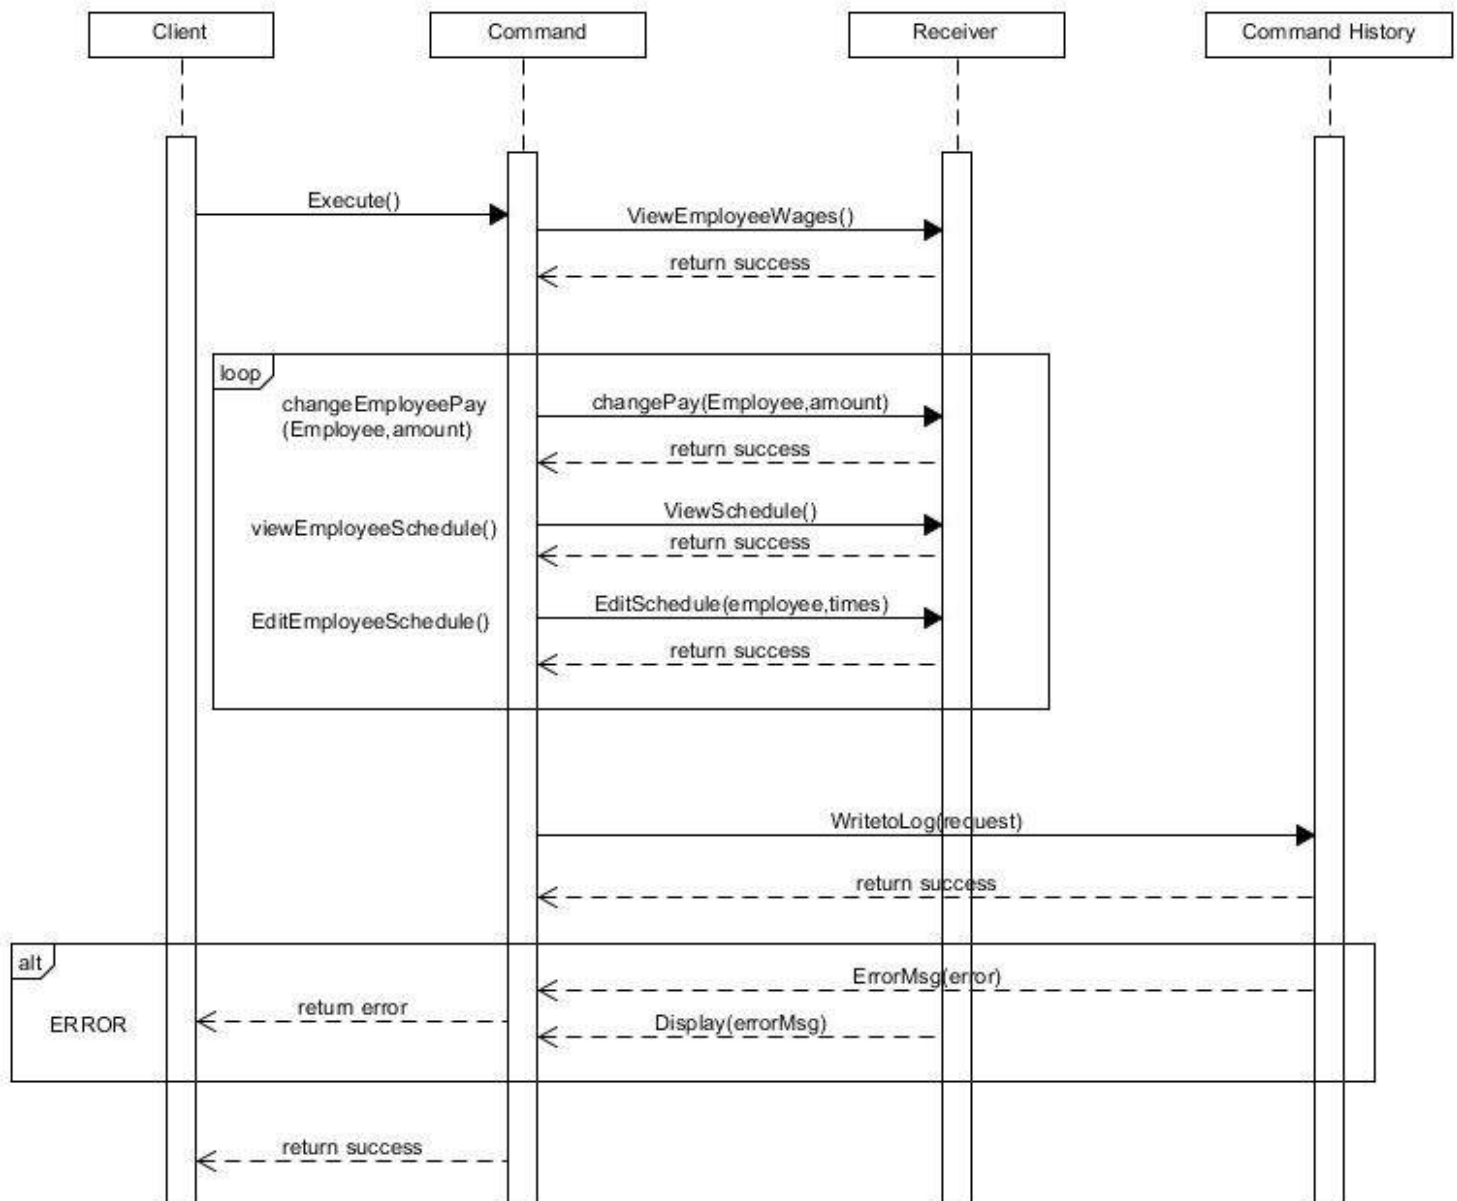 Client
Command
Receiver
Command History
Execute()
ViewEmployeeWages()
return success
loop
changeEmployeePay
(Employee,amount)
changePay(Employee,amount)
return success
viewEmployeeSchedule()
ViewSchedule()
return success
EditEmployeeSchedule()
EditSchedule(employee,times)
return success
WritetoLog(request)
return success
alt
ErrorMsg(error)
return error
ERROR
Display(errorMsg)
return success